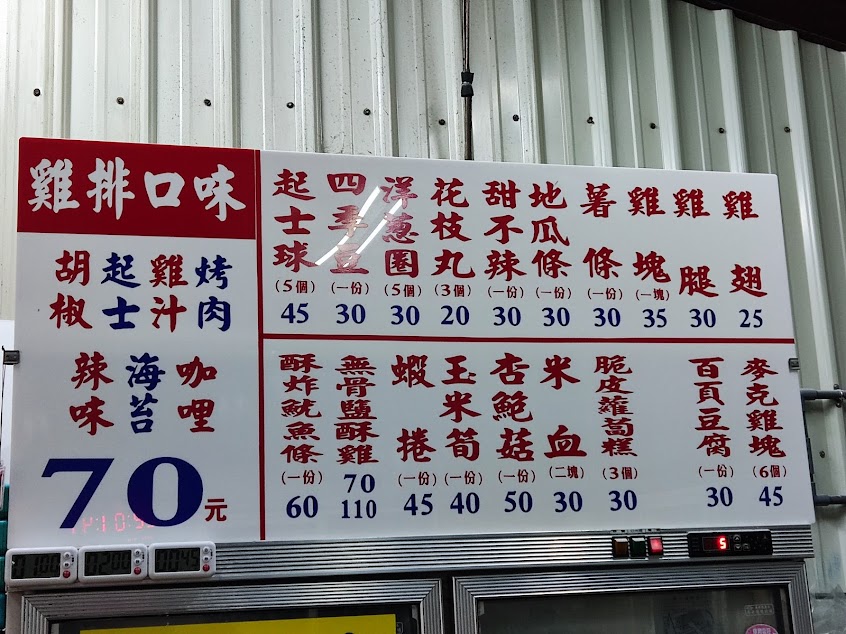 雞排口味
烤肉
雞汁
起士
胡椒
咖哩
海苔
辣味
70元
雞翅
25
雞腿
30
雞塊
(一塊)
35
薯條
(一份)
30
地瓜條
(一份)
30
甜不辣
(一份)
30
花枝丸
(3個)
20
洋蔥圈
(5個)
30
四季豆
(一份)
30
起士球
(5個)
45
麥克雞塊
(6個)
45
百頁豆腐
(一份)
30
脆皮蘿蔔糕
(3個)
30
米血
(二塊)
30
杏鮑菇
(一份)
50
玉米筍
(一份)
40
蝦捲
(一份)
45
無骨鹽酥雞
70
110
酥炸魷魚條
(一份)
60
5